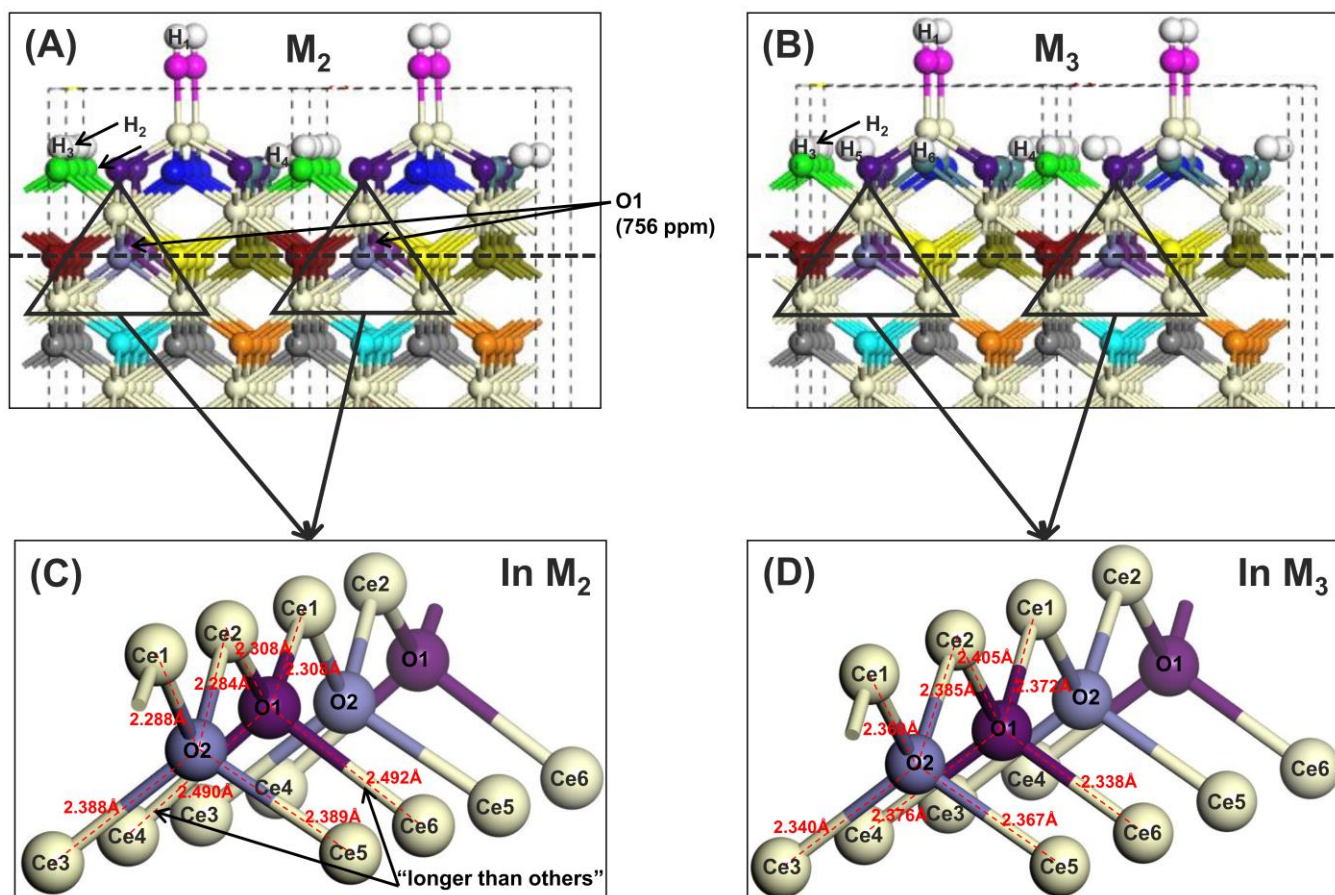 (A)
M2
H1
H2
H3
H4
O1
(756 ppm)
(B)
M3
H1
H2
H3
H5
H6
H4
(C)
In M2
Ce2
Ce1
Ce2
Ce1
2.308Å
2.308Å
O1
2.284Å
O1
O2
2.288Å
O2
2.492Å
Ce6
2.388Å
2.490Å
Ce4
Ce5
Ce3
2.389Å
Ce6
Ce4
Ce3
Ce5
"longer than others"
(D)
In M3
Ce2
Ce1
Ce2
2.405Å
O1
Ce1
2.385Å
2.372Å
O2
O1
O2
Ce6
Ce4
2.338Å
Ce5
2.340Å
2.376Å
Ce3
2.367Å
Ce6
Ce4
Ce3
Ce5